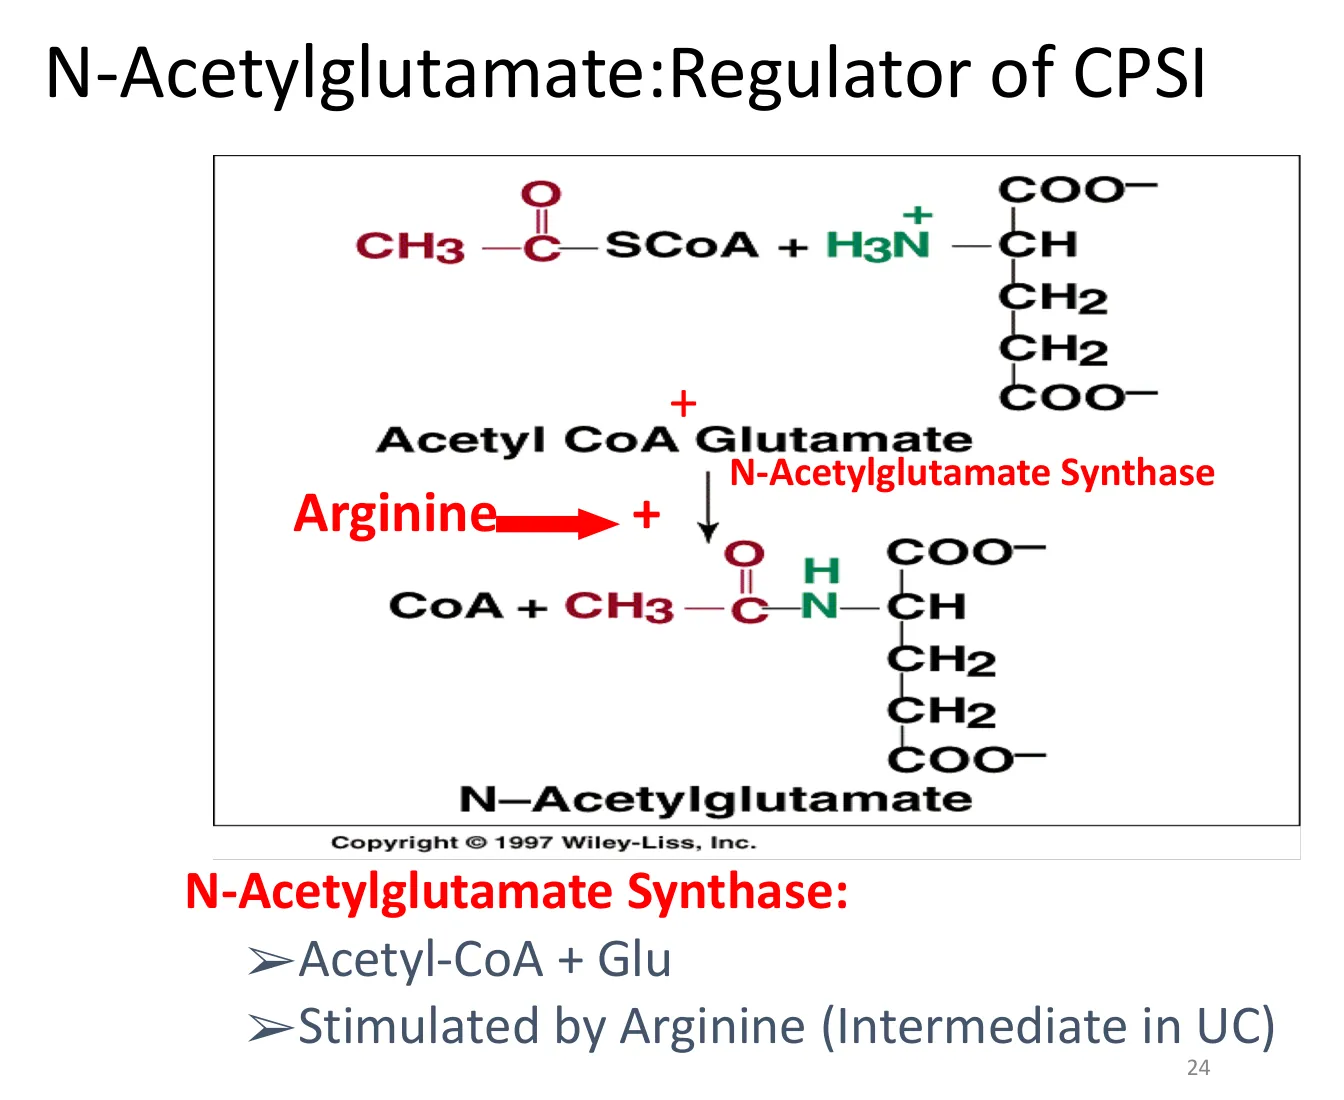 N-Acetylglutamate:Regulator of CPSI
O
CH3 — C — SCoA + H3N+ — CH
COO—
CH2
CH2
COO—
+
Acetyl CoA Glutamate
N-Acetylglutamate Synthase
Arginine +
O H COO—
CoA + CH3 — C — N — CH
CH2
CH2
COO—
N—Acetylglutamate
Copyright © 1997 Wiley-Liss, Inc.
N-Acetylglutamate Synthase:
➢Acetyl-CoA + Glu
➢Stimulated by Arginine (Intermediate in UC)
24